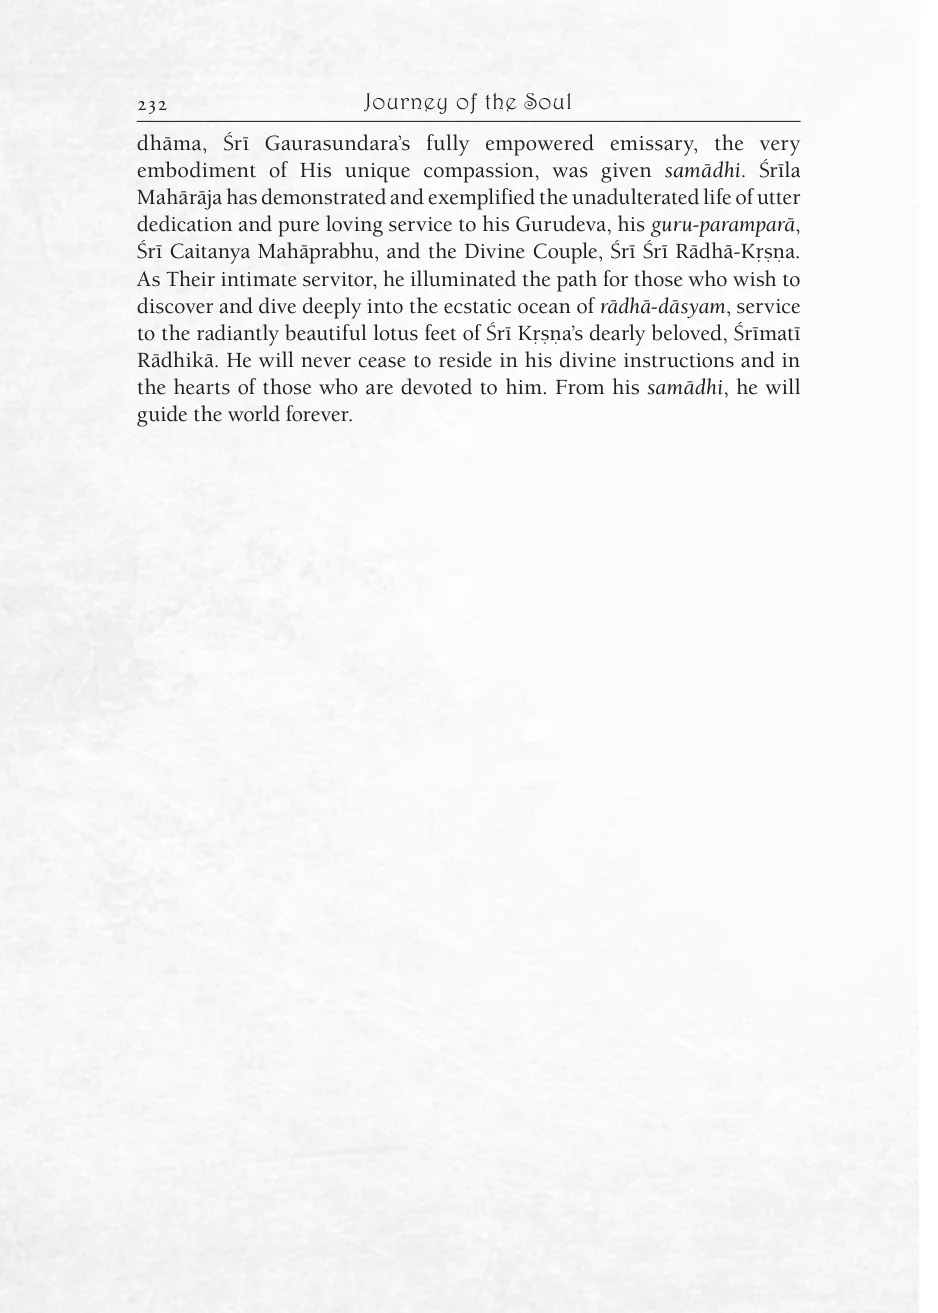 232
Journey of the Soul
dhāma, Śrī Gaurasundara’s fully empowered emissary, the very
embodiment of His unique compassion, was given samādhi. Śrīla
Mahārāja has demonstrated and exemplified the unadulterated life of utter
dedication and pure loving service to his Gurudeva, his guru-paramparā,
Śrī Caitanya Mahāprabhu, and the Divine Couple, Śrī Śrī Rādhā-Kṛṣṇa.
As Their intimate servitor, he illuminated the path for those who wish to
discover and dive deeply into the ecstatic ocean of rādhā-dāsyam, service
to the radiantly beautiful lotus feet of Śrī Kṛṣṇa’s dearly beloved, Śrīmatī
Rādhikā. He will never cease to reside in his divine instructions and in
the hearts of those who are devoted to him. From his samādhi, he will
guide the world forever.